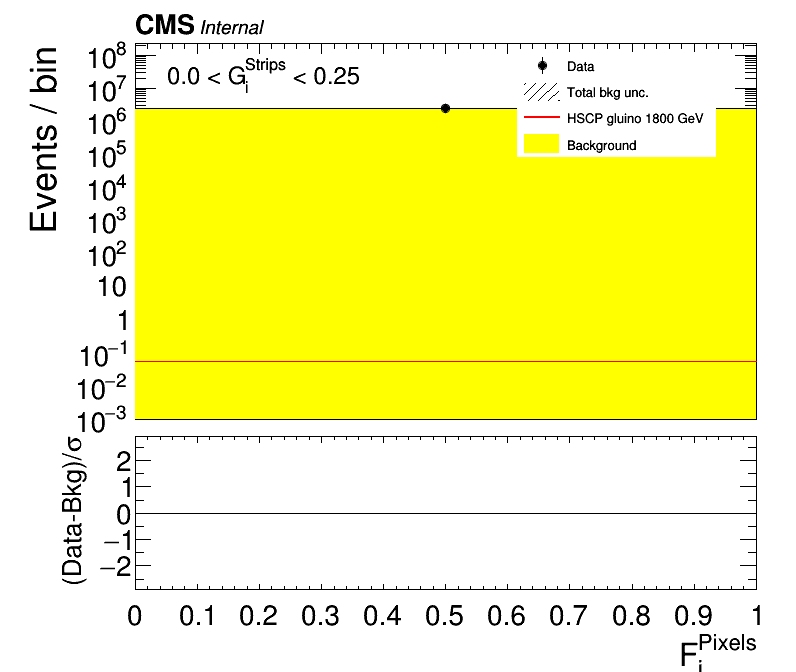 CMS Internal
0.0 < G_i^Strips < 0.25
Data
Total bkg unc.
HSCP gluino 1800 GeV
Background
Events / bin
10^8
10^7
10^6
10^5
10^4
10^3
10^2
10
1
10^−1
10^−2
10^−3
(Data-Bkg)/σ
2
1
0
−1
−2
0 0.1 0.2 0.3 0.4 0.5 0.6 0.7 0.8 0.9 1
F_i^Pixels